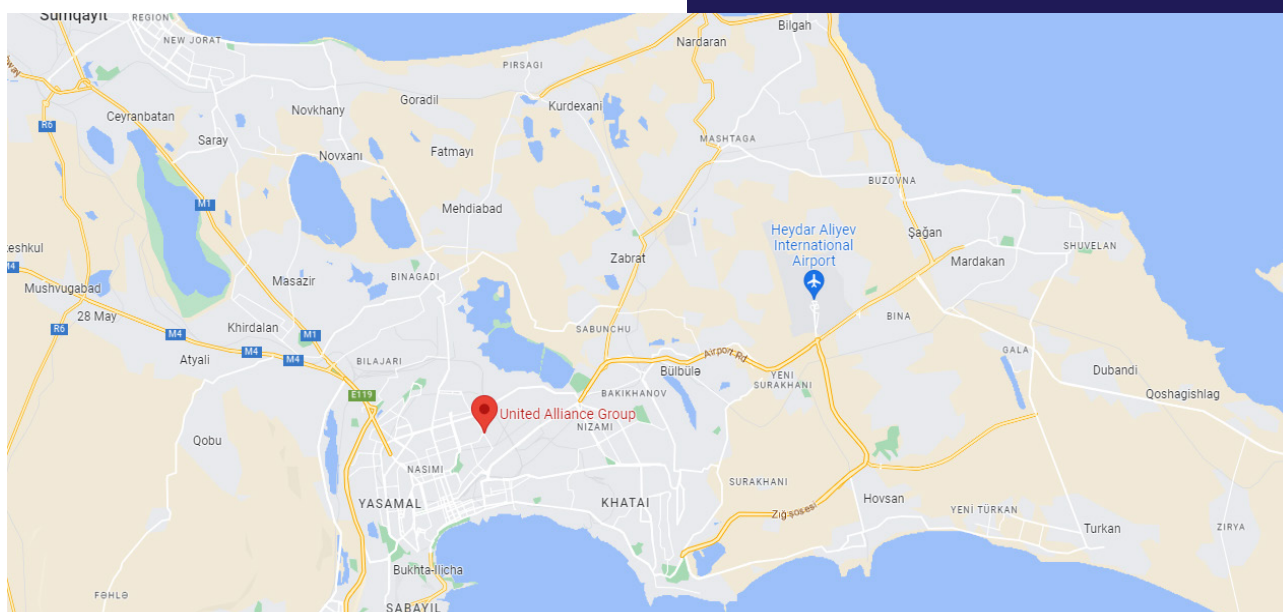 Sumqayit
REGION
Bilgah
NEW JORAT
Nardaran
PIRSAGI
Goradil
Kurdexani
Novkhany
Ceyranbatan
R6
Saray
Fatmayı
MASHTAGA
Novxanı
BUZOVNA
M1
Mehdiabad
Heydar Aliyev
International
Airport
Şağan
SHUVELAN
Zabrat
Mardakan
M4
Masazir
BINAGADI
Mushvugabad
28 May
BINA
R6
Khirdalan
M4
M1
SABUNCHU
M4
M4
Airport Rd
GALA
Atyali
BILAJARI
Bülbülə
YENI
SURAKHANI
Dubandi
E119
BAKIKHANOV
Qoshagishlag
United Alliance Group
NIZAMI
Qobu
NASIMI
SURAKHANI
YASAMAL
KHATAI
Hovsan
Zığ şosesi
YENİ TÜRKAN
Turkan
ZIRYA
Bukhta-Ilicha
FƏHLƏ
SABAYIL